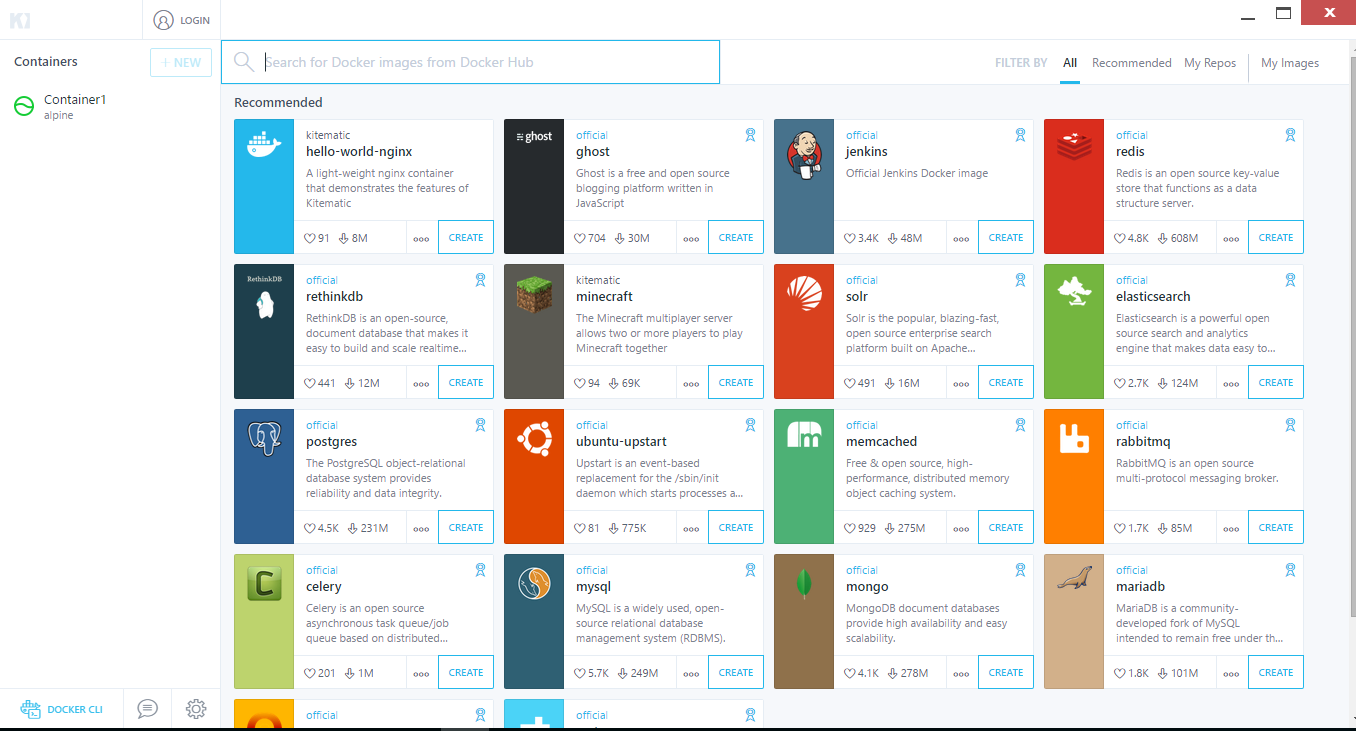 LOGIN
Containers
+ NEW
Container1
alpine
DOCKER CLI
Search for Docker images from Docker Hub
FILTER BY
All
Recommended
My Repos
My Images
Recommended
kitematic
hello-world-nginx
A light-weight nginx container
that demonstrates the features of
Kitematic
91
8M
CREATE
ghost
official
ghost
Ghost is a free and open source
blogging platform written in
JavaScript
704
30M
CREATE
official
jenkins
Official Jenkins Docker image
3.4K
48M
CREATE
official
redis
Redis is an open source key-value
store that functions as a data
structure server.
4.8K
608M
CREATE
RethinkDB
official
rethinkdb
RethinkDB is an open-source,
document database that makes it
easy to build and scale realtime...
441
12M
CREATE
kitematic
minecraft
The Minecraft multiplayer server
allows two or more players to play
Minecraft together
94
69K
CREATE
official
solr
Solr is the popular, blazing-fast,
open source enterprise search
platform built on Apache...
491
16M
CREATE
official
elasticsearch
Elasticsearch is a powerful open
source search and analytics
engine that makes data easy to...
2.7K
124M
CREATE
official
postgres
The PostgreSQL object-relational
database system provides
reliability and data integrity.
4.5K
231M
CREATE
official
ubuntu-upstart
Upstart is an event-based
replacement for the /sbin/init
daemon which starts processes a...
81
775K
CREATE
m
official
memcached
Free & open source, high-
performance, distributed memory
object caching system.
929
275M
CREATE
official
rabbitmq
RabbitMQ is an open source
multi-protocol messaging broker.
1.7K
85M
CREATE
C
official
celery
Celery is an open source
asynchronous task queue/job
queue based on distributed...
201
1M
CREATE
official
mysql
MySQL is a widely used, open-
source relational database
management system (RDBMS).
5.7K
249M
CREATE
official
mongo
MongoDB document databases
provide high availability and easy
scalability.
4.1K
278M
CREATE
official
mariadb
MariaDB is a community-
developed fork of MySQL
intended to remain free under th...
1.8K
101M
CREATE
official
official